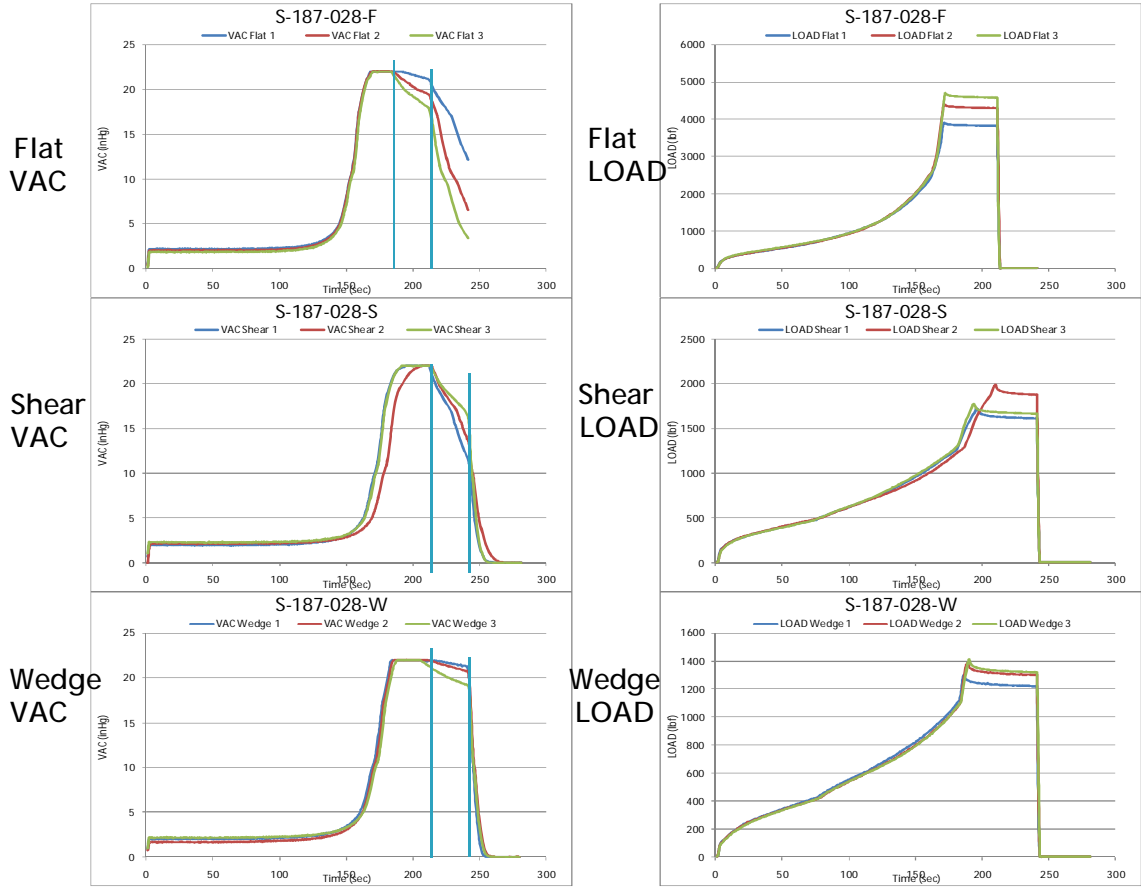 S-187-028-F
VAC Flat 1 VAC Flat 2 VAC Flat 3
Flat
VAC
VAC (inHg)
25
20
15
10
5
0
0 50 100 150 200 250 300
Time (sec)
S-187-028-F
LOAD Flat 1 LOAD Flat 2 LOAD Flat 3
Flat
LOAD
LOAD (lbf)
6000
5000
4000
3000
2000
1000
0
0 50 100 150 200 250 300
Time (sec)
S-187-028-S
VAC Shear 1 VAC Shear 2 VAC Shear 3
Shear
VAC
VAC (inHg)
25
20
15
10
5
0
0 50 100 150 200 250 300
Time (sec)
S-187-028-S
LOAD Shear 1 LOAD Shear 2 LOAD Shear 3
Shear
LOAD
LOAD (lbf)
2500
2000
1500
1000
500
0
0 50 100 150 200 250 300
Time (sec)
S-187-028-W
VAC Wedge 1 VAC Wedge 2 VAC Wedge 3
Wedge
VAC
VAC (inHg)
25
20
15
10
5
0
0 50 100 150 200 250 300
Time (sec)
S-187-028-W
LOAD Wedge 1 LOAD Wedge 2 LOAD Wedge 3
Wedge
LOAD
LOAD (lbf)
1600
1400
1200
1000
800
600
400
200
0
0 50 100 150 200 250 300
Time (sec)